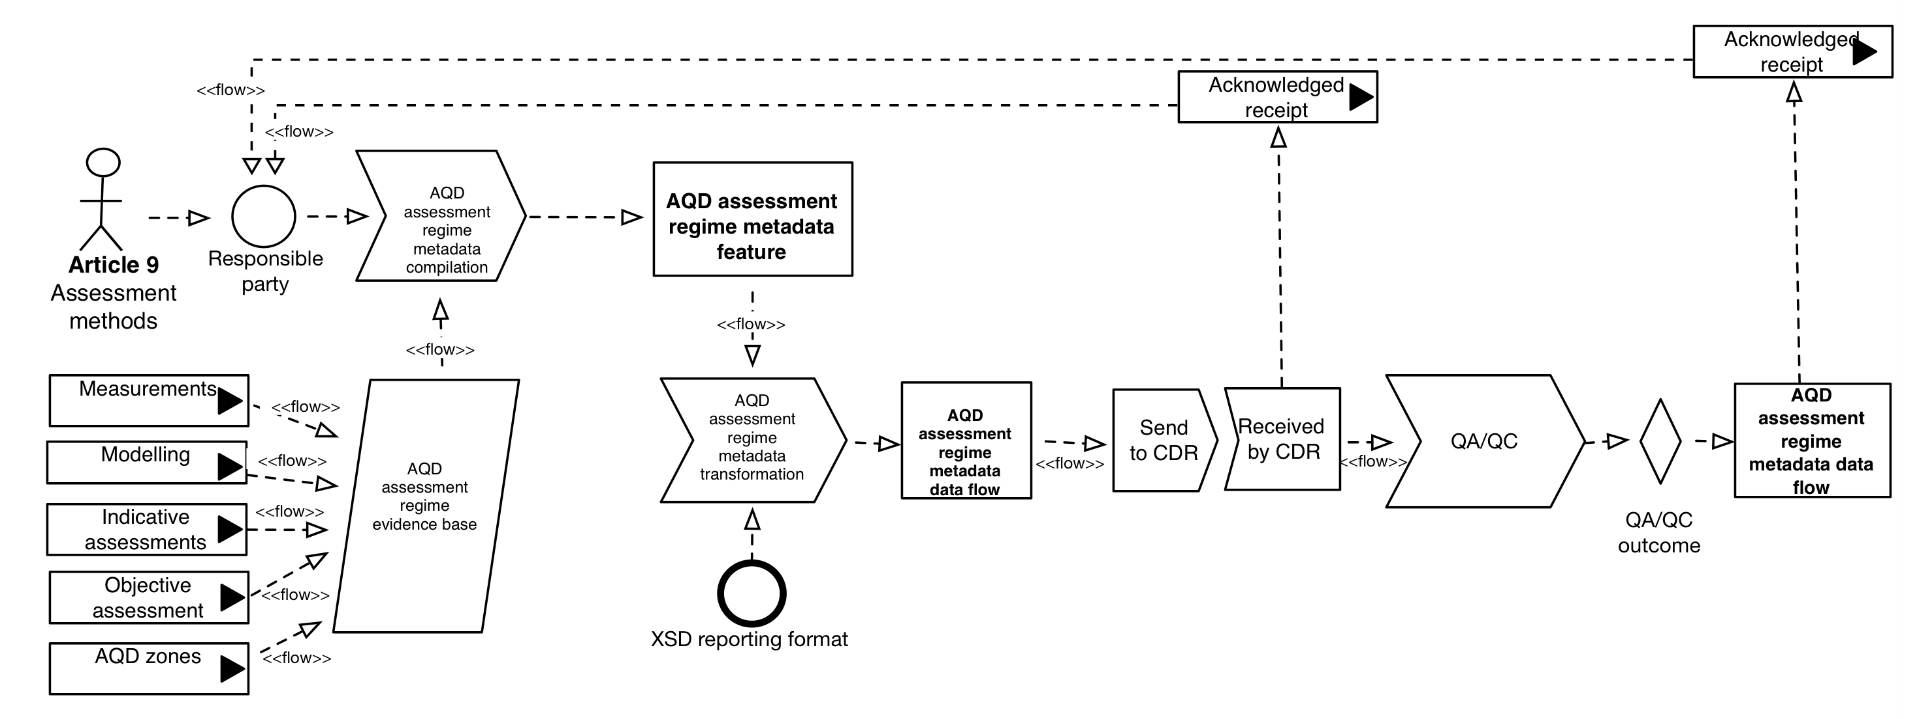 Acknowledged
receipt
Acknowledged
receipt
<<flow>>
<<flow>>
Article 9
Assessment
methods
Responsible
party
AQD
assessment
regime
metadata
compilation
AQD assessment
regime metadata
feature
<<flow>>
<<flow>>
Measurements
<<flow>>
Modelling
<<flow>>
Indicative
assessments
<<flow>>
Objective
assessment
<<flow>>
AQD zones
<<flow>>
AQD
assessment
regime
evidence base
AQD
assessment
regime
metadata
transformation
XSD reporting format
AQD
assessment
regime
metadata
data flow
<<flow>>
Send
to CDR
Received
by CDR
<<flow>>
QA/QC
QA/QC
outcome
AQD
assessment
regime
metadata data
flow